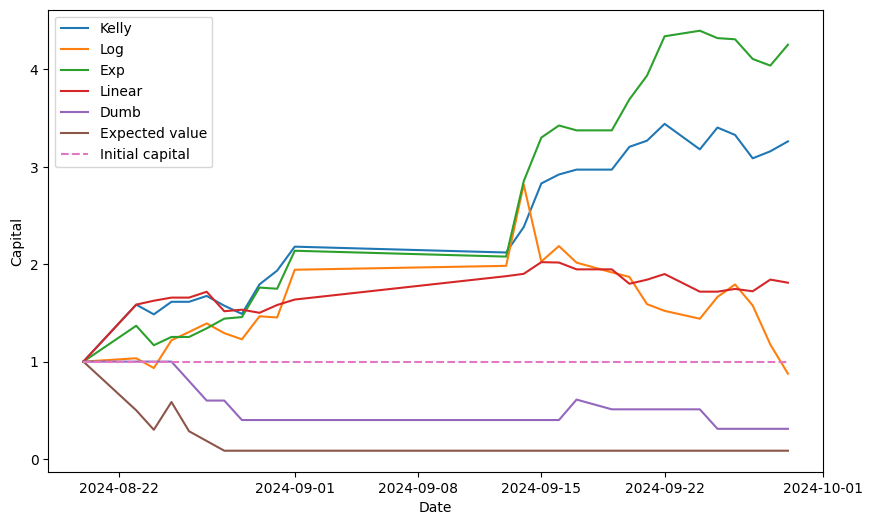 Kelly
Log
Exp
Linear
Dumb
Expected value
Initial capital
4
3
2
1
0
Capital
2024-08-22
2024-09-01
2024-09-08
2024-09-15
2024-09-22
2024-10-01
Date